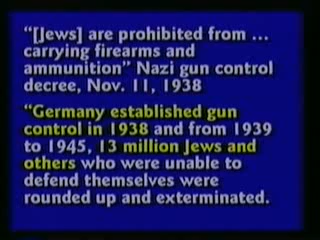 “[Jews] are prohibited from ...
carrying firearms and
ammunition” Nazi gun control
decree, Nov. 11, 1938
“Germany established gun
control in 1938 and from 1939
to 1945, 13 million Jews and
others who were unable to
defend themselves were
rounded up and exterminated.